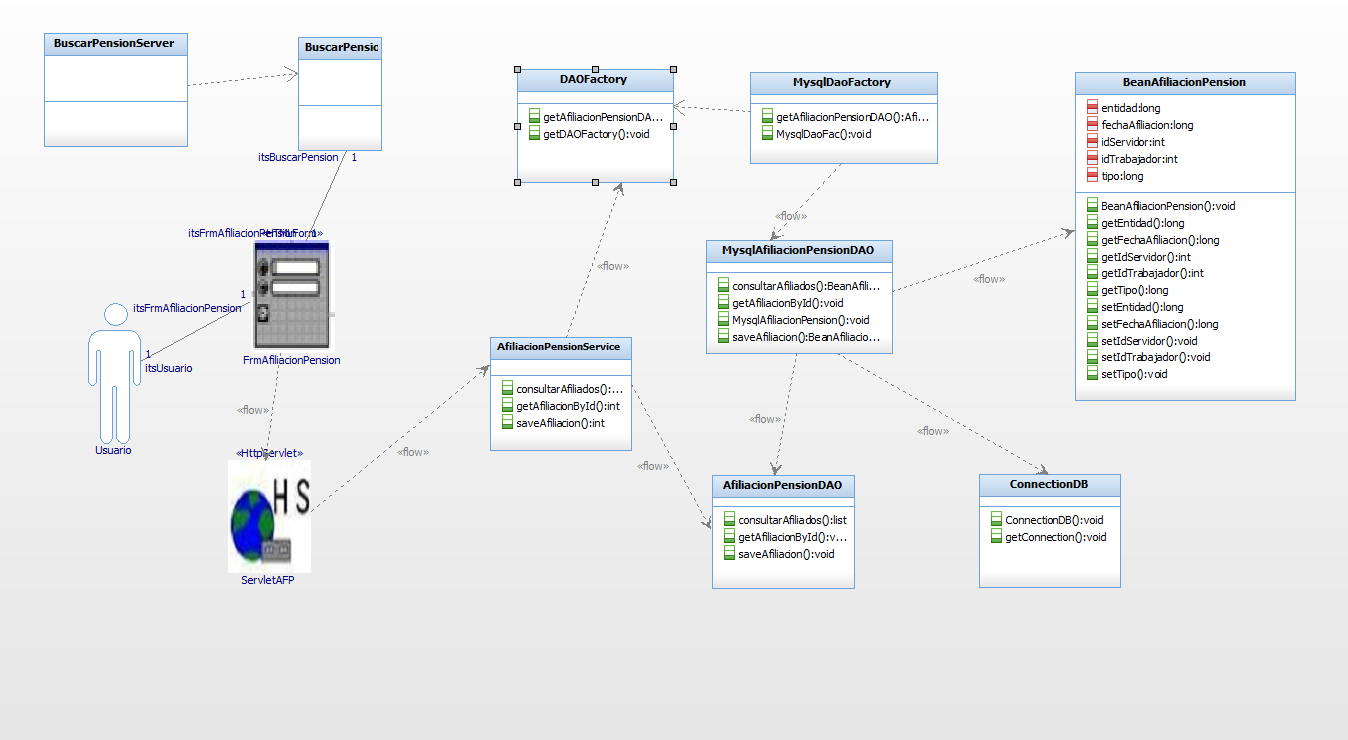 BuscarPensionServer
BuscarPensio
itsBuscarPension 1
itsFrmAfiliacionPension
1
1
itsFrmAfiliacionPension
1
itsUsuario
Usuario
FrmAfiliacionPension
«flow»
«HttpServlet»
HS
ServletAFP
«flow»
AfiliacionPensionService
consultarAfiliados():...
getAfiliacionById():int
saveAfiliacion():int
«flow»
«flow»
DAOFactory
getAfiliacionPensionDA...
getDAOFactory():void
MysqlDaoFactory
getAfiliacionPensionDAO():Afi...
MysqlDaoFac():void
«flow»
MysqlAfiliacionPensionDAO
consultarAfiliados():BeanAfili...
getAfiliacionById():void
MysqlAfiliacionPension():void
saveAfiliacion():BeanAfiliacio...
«flow»
«flow»
«flow»
AfiliacionPensionDAO
consultarAfiliados():list
getAfiliacionById():v...
saveAfiliacion():void
ConnectionDB
ConnectionDB():void
getConnection():void
BeanAfiliacionPension
entidad:long
fechaAfiliacion:long
idServidor:int
idTrabajador:int
tipo:long
BeanAfiliacionPension():void
getEntidad():long
getFechaAfiliacion():long
getIdServidor():int
getIdTrabajador():int
getTipo():long
setEntidad():long
setFechaAfiliacion():long
setIdServidor():void
setIdTrabajador():void
setTipo():void